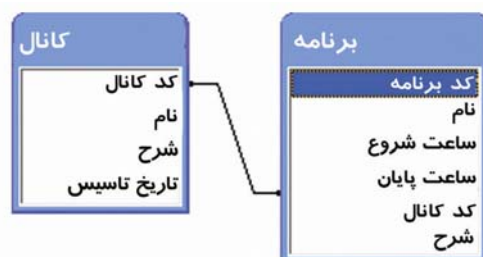 برنامه
کد برنامه
نام
ساعت شروع
ساعت پایان
کد کانال
شرح
کانال
کد کانال
نام
شرح
تاریخ تاسیس